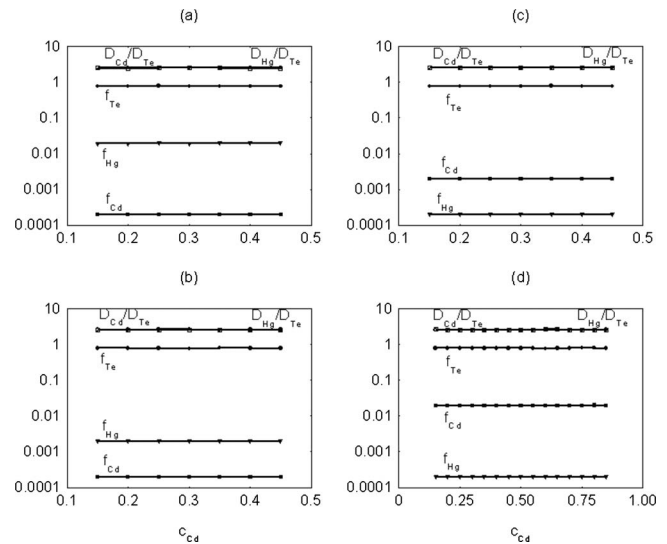 (a)
10
1
0.1
0.01
0.0001
0.0001
D_Cd/D_Te
D_Hg/D_Te
f_Te
f_Hg
f_Cd
0.1 0.2 0.3 0.4 0.5
(c)
10
1
0.1
0.01
0.0001
0.0001
D_Cd/D_Te
D_Hg/D_Te
f_Te
f_Cd
f_Hg
0.1 0.2 0.3 0.4 0.5
(b)
10
1
0.1
0.01
0.001
0.0001
D_Cd/D_Te
D_Hg/D_Te
f_Te
f_Hg
f_Cd
0.1 0.2 0.3 0.4 0.5
c_Cd
(d)
10
1
0.1
0.01
0.001
0.0001
D_Cd/D_Te
D_Hg/D_Te
f_Te
f_Cd
f_Hg
0 0.25 0.50 0.75 1.00
c_Cd